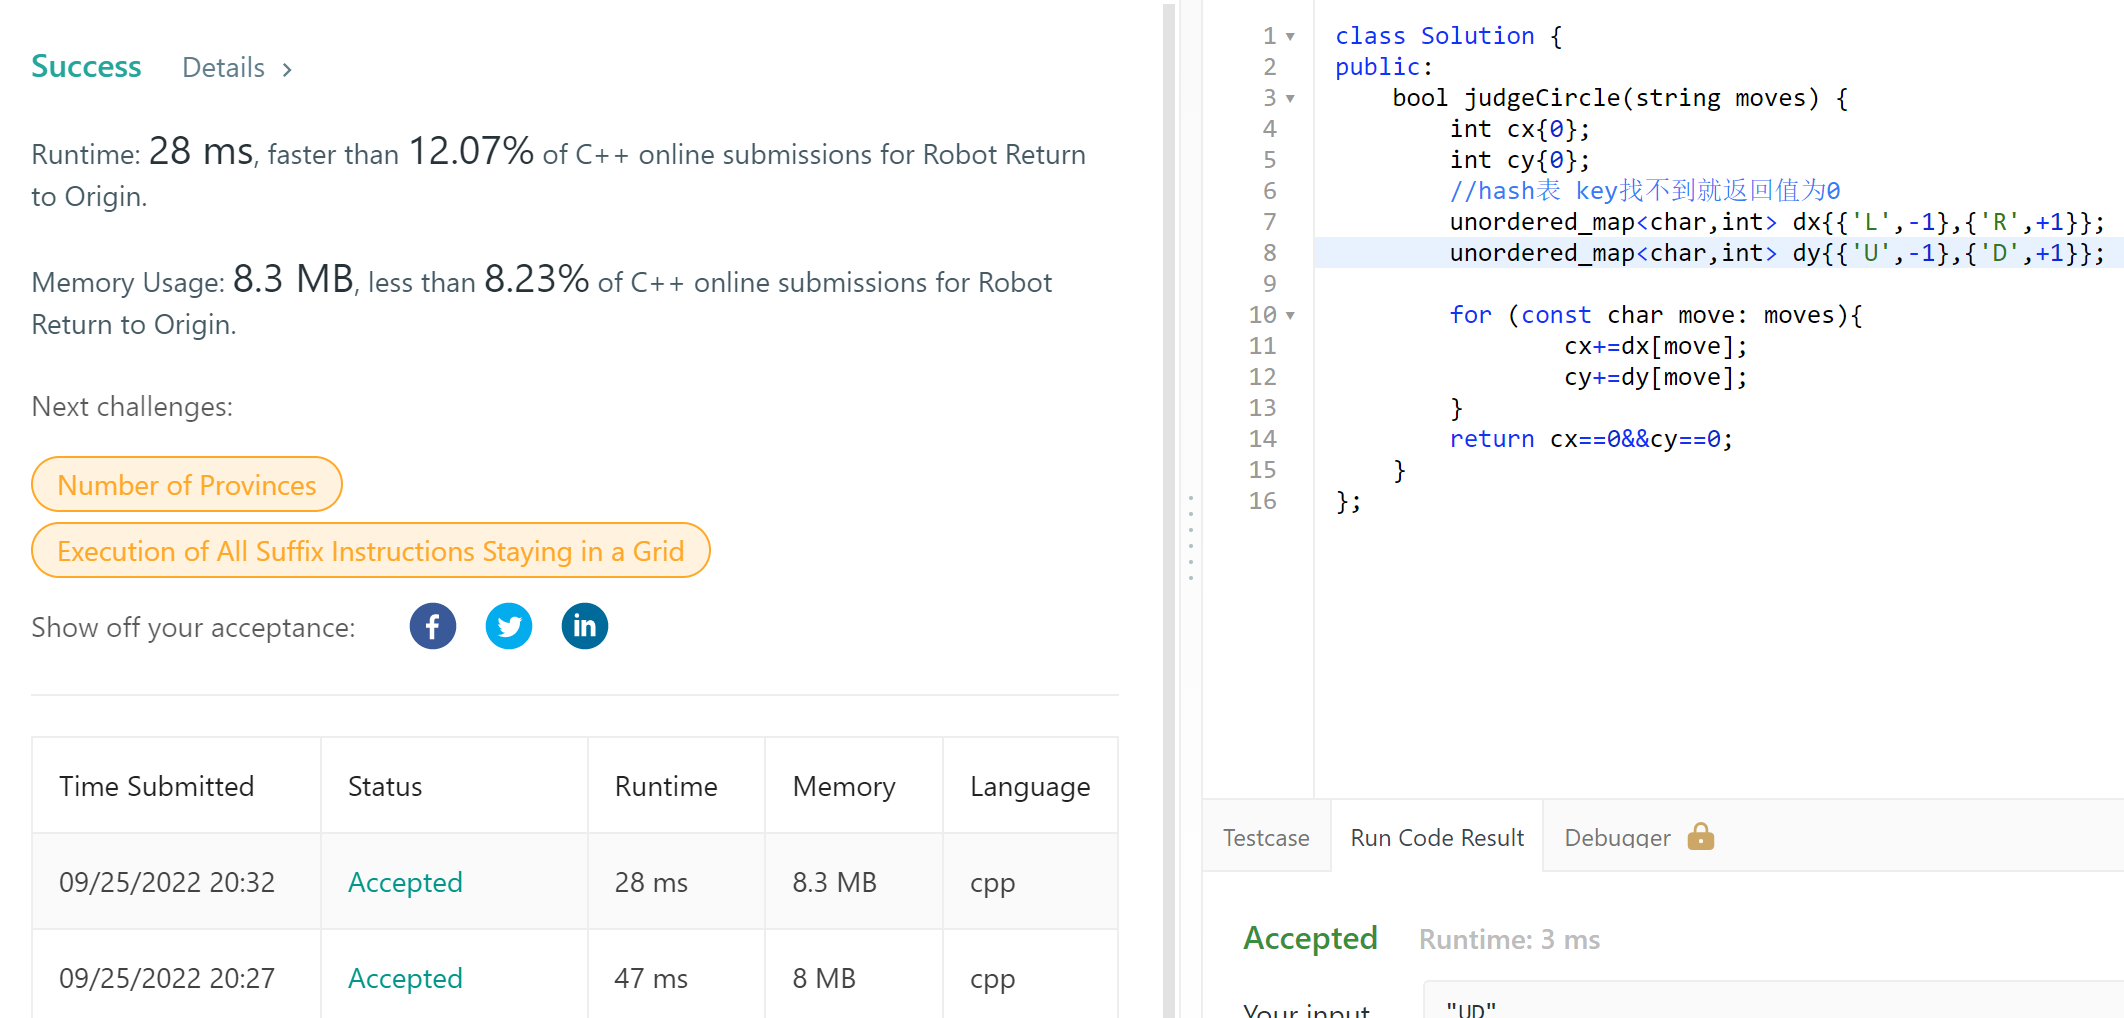 Success Details >
Runtime: 28 ms, faster than 12.07% of C++ online submissions for Robot Return
to Origin.
Memory Usage: 8.3 MB, less than 8.23% of C++ online submissions for Robot
Return to Origin.
Next challenges:
Number of Provinces
Execution of All Suffix Instructions Staying in a Grid
Show off your acceptance:
Time Submitted Status Runtime Memory Language
09/25/2022 20:32 Accepted 28 ms 8.3 MB cpp
09/25/2022 20:27 Accepted 47 ms 8 MB cpp
1 class Solution {
2 public:
3     bool judgeCircle(string moves) {
4         int cx{0};
5         int cy{0};
6         //hash表 key找不到就返回值为0
7         unordered_map<char,int> dx{{'L',-1},{'R',+1}};
8         unordered_map<char,int> dy{{'U',-1},{'D',+1}};
9
10         for (const char move: moves){
11                 cx+=dx[move];
12                 cy+=dy[move];
13         }
14         return cx==0&&cy==0;
15     }
16 };
Testcase Run Code Result Debugger
Accepted Runtime: 3 ms
Your input "UD"